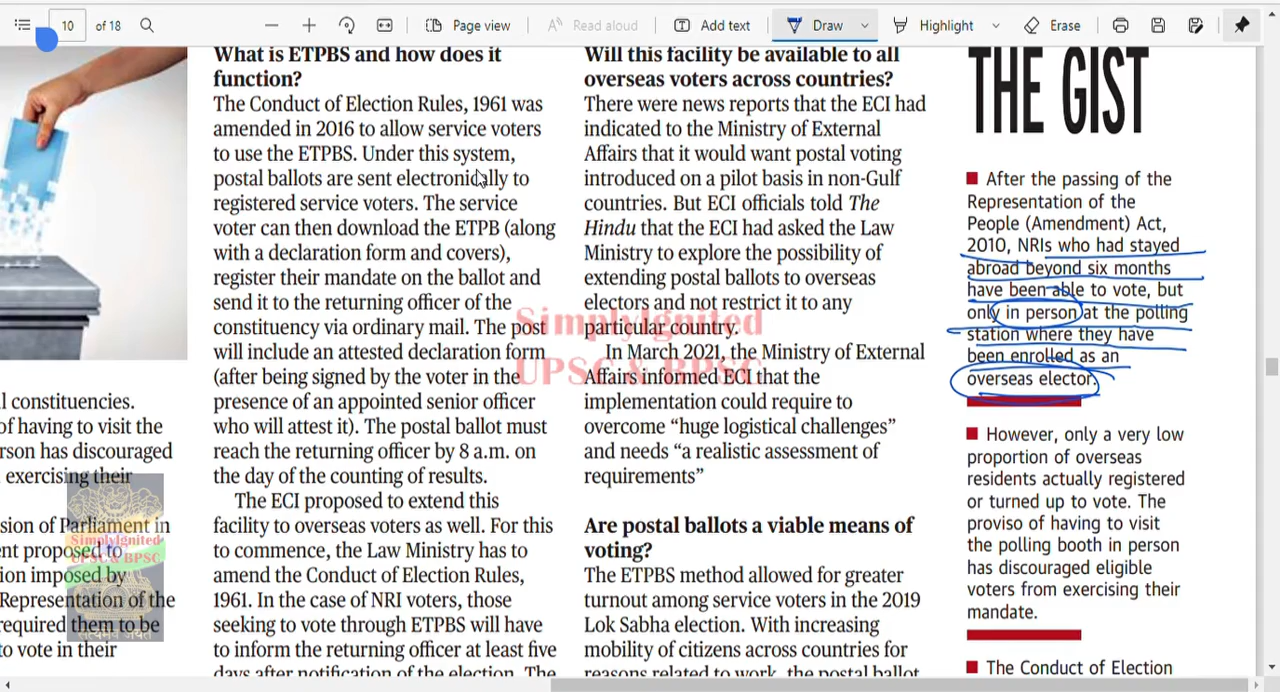 10 of 18 Page view Read aloud Add text Draw Highlight Erase
l constituencies.
of having to visit the
rson has discouraged
exercising their
sion of Parliament in
nt proposed to
ion imposed by
Representation of the
required them to be
to vote in their
What is ETPBS and how does it
function?
The Conduct of Election Rules, 1961 was
amended in 2016 to allow service voters
to use the ETPBS. Under this system,
postal ballots are sent electronically to
registered service voters. The service
voter can then download the ETPB (along
with a declaration form and covers),
register their mandate on the ballot and
send it to the returning officer of the
constituency via ordinary mail. The post
will include an attested declaration form
(after being signed by the voter in the
presence of an appointed senior officer
who will attest it). The postal ballot must
reach the returning officer by 8 a.m. on
the day of the counting of results.
The ECI proposed to extend this
facility to overseas voters as well. For this
to commence, the Law Ministry has to
amend the Conduct of Election Rules,
1961. In the case of NRI voters, those
seeking to vote through ETPBS will have
to inform the returning officer at least five
days after notification of the election. The
Will this facility be available to all
overseas voters across countries?
There were news reports that the ECI had
indicated to the Ministry of External
Affairs that it would want postal voting
introduced on a pilot basis in non-Gulf
countries. But ECI officials told The
Hindu that the ECI had asked the Law
Ministry to explore the possibility of
extending postal ballots to overseas
electors and not restrict it to any
particular country.
In March 2021, the Ministry of External
Affairs informed ECI that the
implementation could require to
overcome “huge logistical challenges”
and needs “a realistic assessment of
requirements”
Are postal ballots a viable means of
voting?
The ETPBS method allowed for greater
turnout among service voters in the 2019
Lok Sabha election. With increasing
mobility of citizens across countries for
reasons related to work, the postal ballot
THE GIST
After the passing of the
Representation of the
People (Amendment) Act,
2010, NRIs who had stayed
abroad beyond six months
have been able to vote, but
only in person at the polling
station where they have
been enrolled as an
overseas elector.
However, only a very low
proportion of overseas
residents actually registered
or turned up to vote. The
proviso of having to visit
the polling booth in person
has discouraged eligible
voters from exercising their
mandate.
The Conduct of Election
SimplyIgnited
UPSC & BPSC
SimplyIgnited
UPSC & BPSC
सत्यमेव जयते